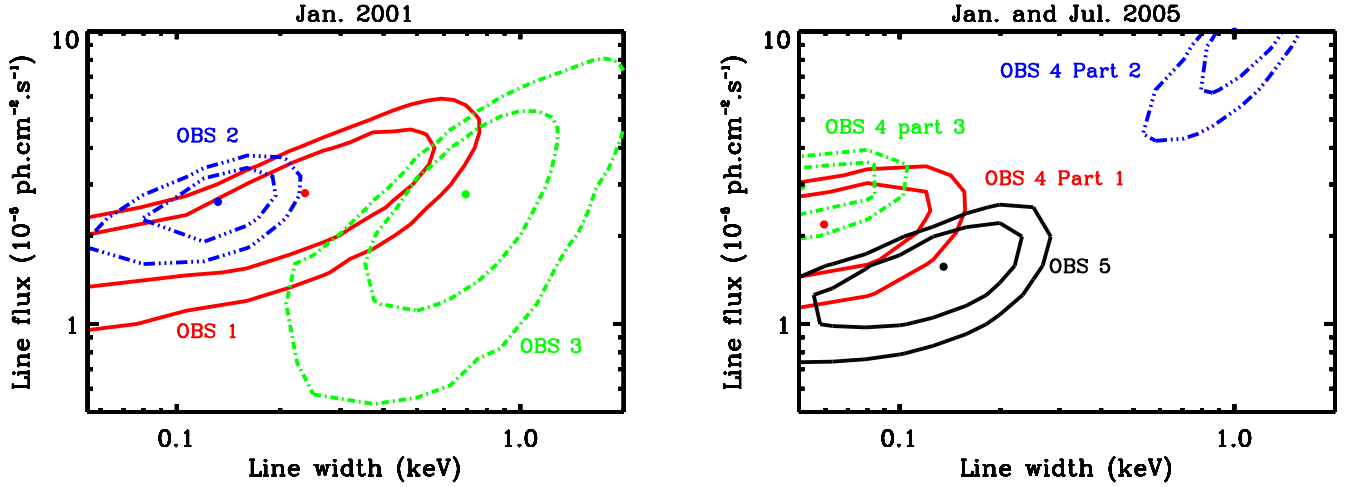 Jan. 2001
10
1
0.1
1.0
Line flux (10⁻⁵ ph.cm⁻².s⁻¹)
Line width (keV)
OBS 2
OBS 1
OBS 3
Jan. and Jul. 2005
10
1
0.1
1.0
Line flux (10⁻⁵ ph.cm⁻².s⁻¹)
Line width (keV)
OBS 4 Part 2
OBS 4 part 3
OBS 4 Part 1
OBS 5